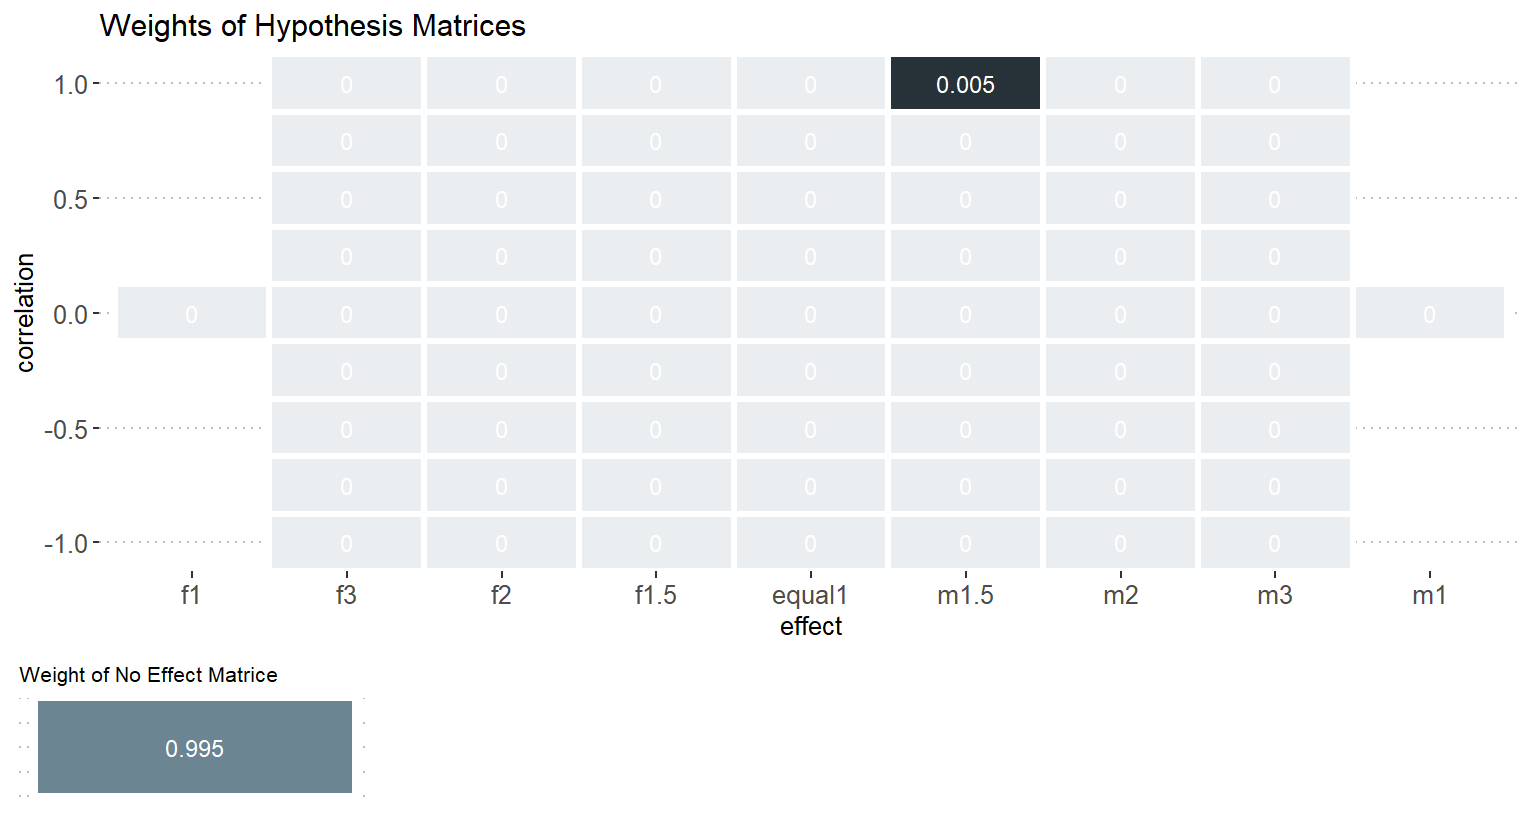 Weights of Hypothesis Matrices
1.0 0 0 0 0 0.005 0 0
0 0 0 0 0 0 0
0.5 0 0 0 0 0 0 0
0 0 0 0 0 0 0
0.0 0 0 0 0 0 0 0 0 0
0 0 0 0 0 0 0
-0.5 0 0 0 0 0 0 0
0 0 0 0 0 0 0
-1.0 0 0 0 0 0 0 0
correlation
f1 f3 f2 f1.5 equal1 m1.5 m2 m3 m1
effect
Weight of No Effect Matrice
0.995